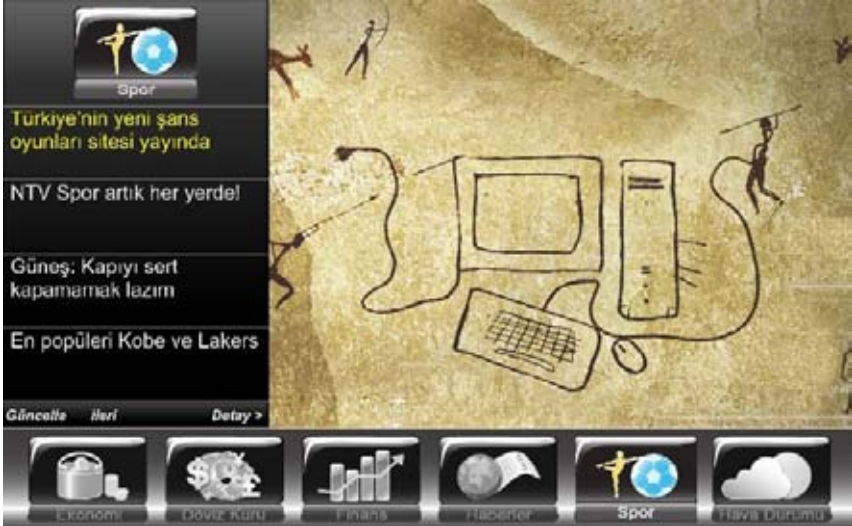 Spor
Türkiye'nin yeni şans
oyunları sitesi yayında
NTV Spor artık her yerde!
Güneş: Kapıyı sert
kapamamak lazım
En popüleri Kobe ve Lakers
Güncelle ileri Detay >
Ekonomi Döviz Kuru Finans Haberler Spor Hava Durumu